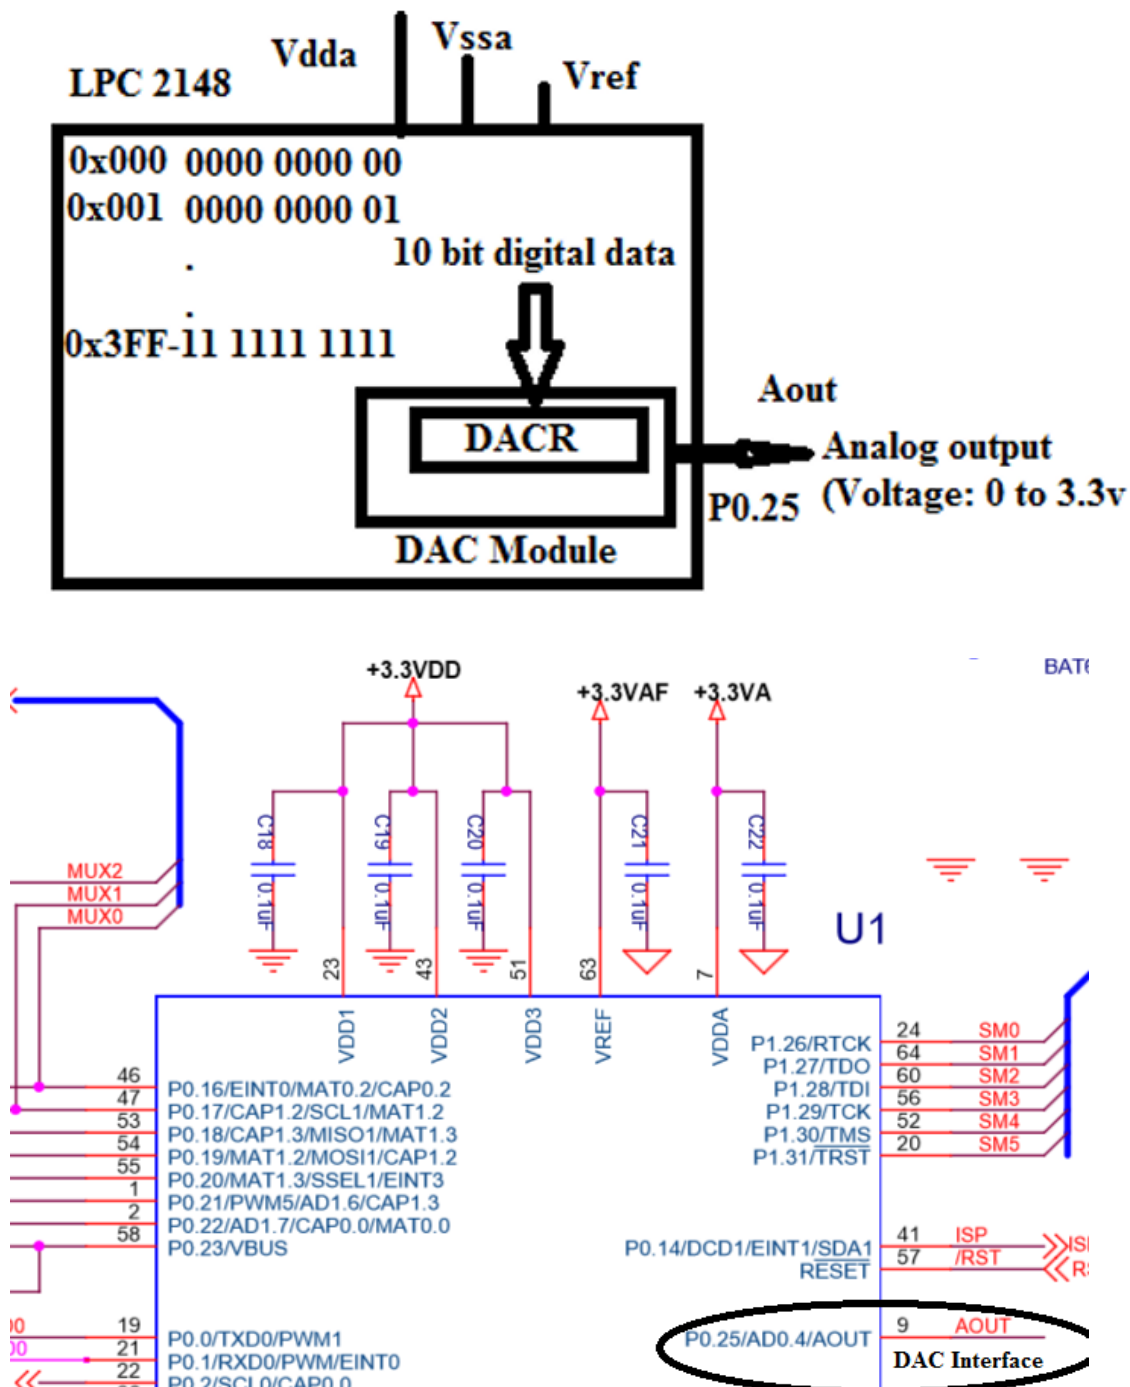 Vdda
Vssa
Vref
LPC 2148
0x000 0000 0000 00
0x001 0000 0000 01
.
.
10 bit digital data
0x3FF-11 1111 1111
DACR
Aout
Analog output
(Voltage: 0 to 3.3v
P0.25
DAC Module
+3.3VDD
+3.3VAF
+3.3VA
C18
0.1uF
C19
0.1uF
C20
0.1uF
C21
0.1uF
C22
0.1uF
MUX2
MUX1
MUX0
U1
23
43
51
63
7
VDD1
VDD2
VDD3
VREF
VDDA
46 P0.16/EINT0/MAT0.2/CAP0.2
47 P0.17/CAP1.2/SCL1/MAT1.2
53 P0.18/CAP1.3/MISO1/MAT1.3
54 P0.19/MAT1.2/MOSI1/CAP1.2
55 P0.20/MAT1.3/SSEL1/EINT3
1 P0.21/PWM5/AD1.6/CAP1.3
2 P0.22/AD1.7/CAP0.0/MAT0.0
58 P0.23/VBUS
19 P0.0/TXD0/PWM1
21 P0.1/RXD0/PWM/EINT0
22 P0.2/SCL0/CAP0.0
P1.26/RTCK 24 SM0
P1.27/TDO 64 SM1
P1.28/TDI 60 SM2
P1.29/TCK 56 SM3
P1.30/TMS 52 SM4
P1.31/TRST 20 SM5
P0.14/DCD1/EINT1/SDA1 41 ISP
RESET 57 /RST
P0.25/AD0.4/AOUT 9 AOUT
DAC Interface